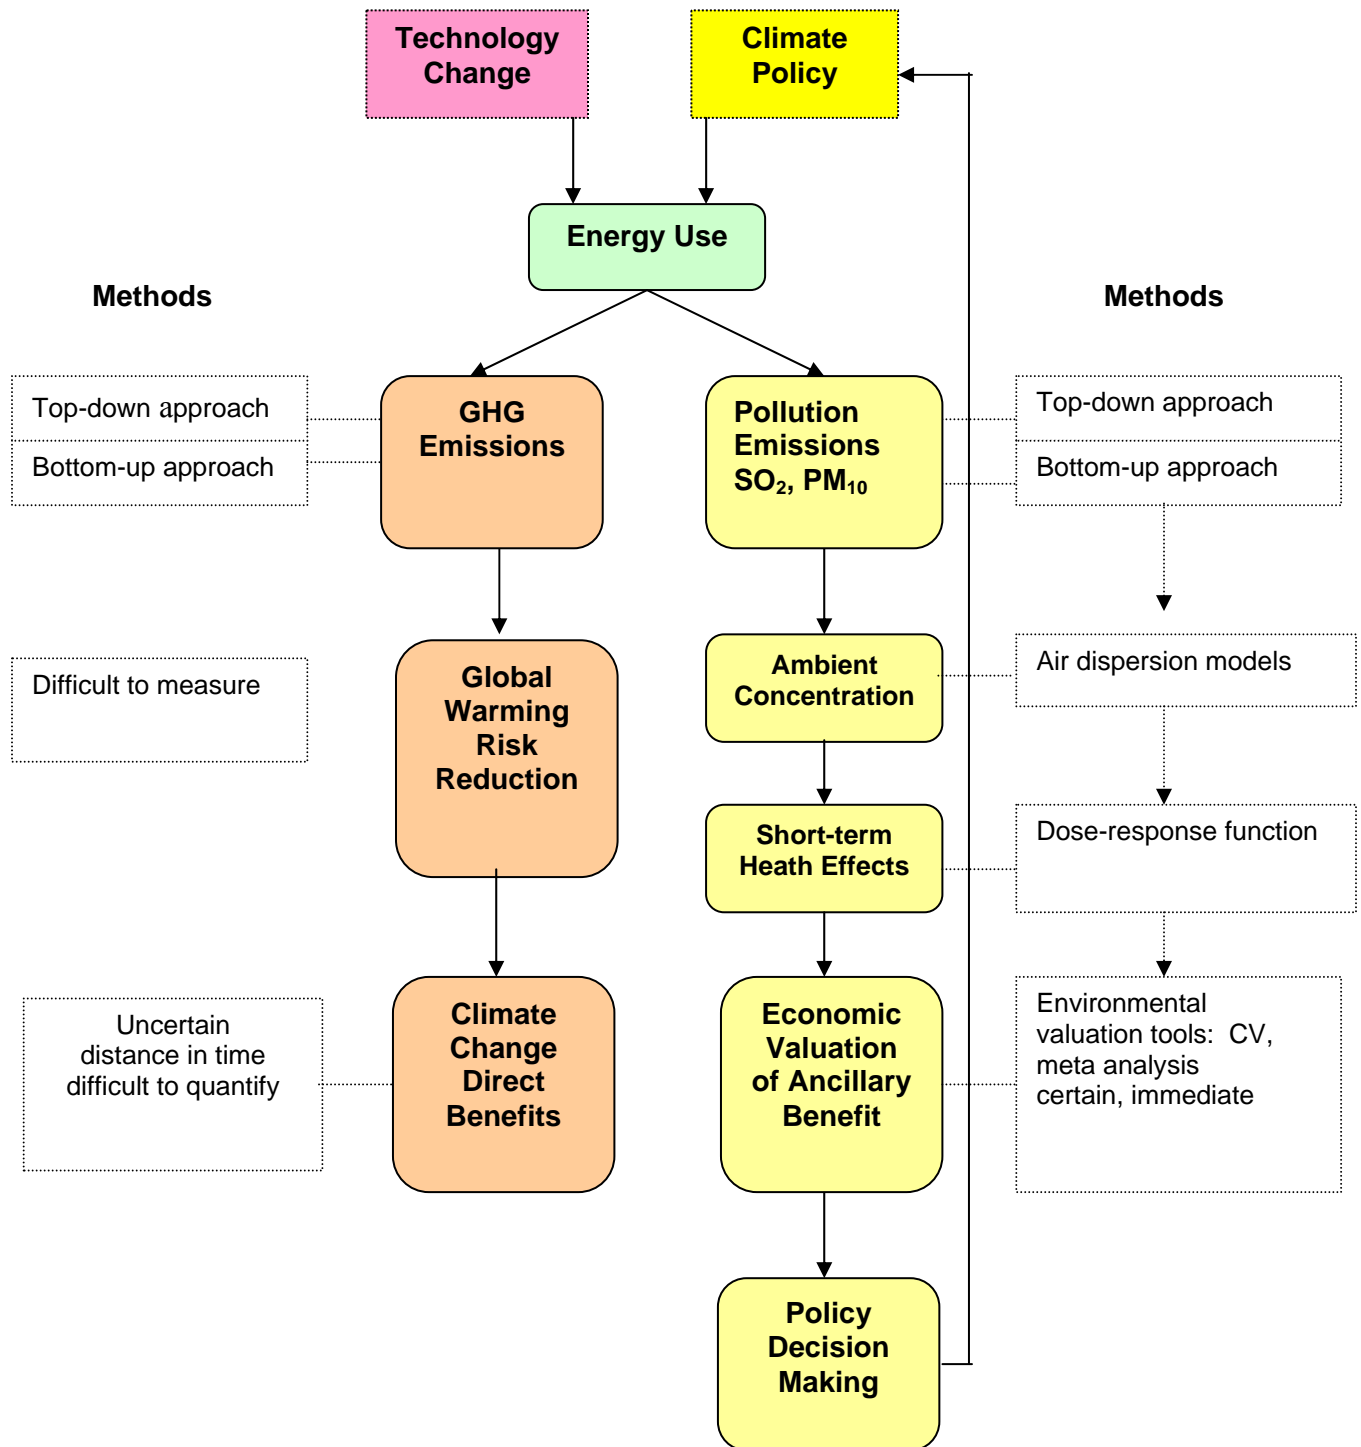 Technology
Change
Climate
Policy
Energy Use
Methods
Methods
Top-down approach
Bottom-up approach
GHG
Emissions
Pollution
Emissions
SO₂, PM₁₀
Top-down approach
Bottom-up approach
Difficult to measure
Global
Warming
Risk
Reduction
Ambient
Concentration
Air dispersion models
Short-term
Heath Effects
Dose-response function
Uncertain
distance in time
difficult to quantify
Climate
Change
Direct
Benefits
Economic
Valuation
of Ancillary
Benefit
Environmental
valuation tools:  CV,
meta analysis
certain, immediate
Policy
Decision
Making